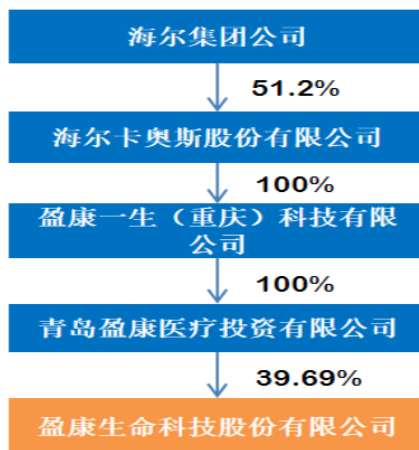 海尔集团公司
51.2%
海尔卡奥斯股份有限公司
100%
盈康一生（重庆）科技有限
公司
100%
青岛盈康医疗投资有限公司
39.69%
盈康生命科技股份有限公司